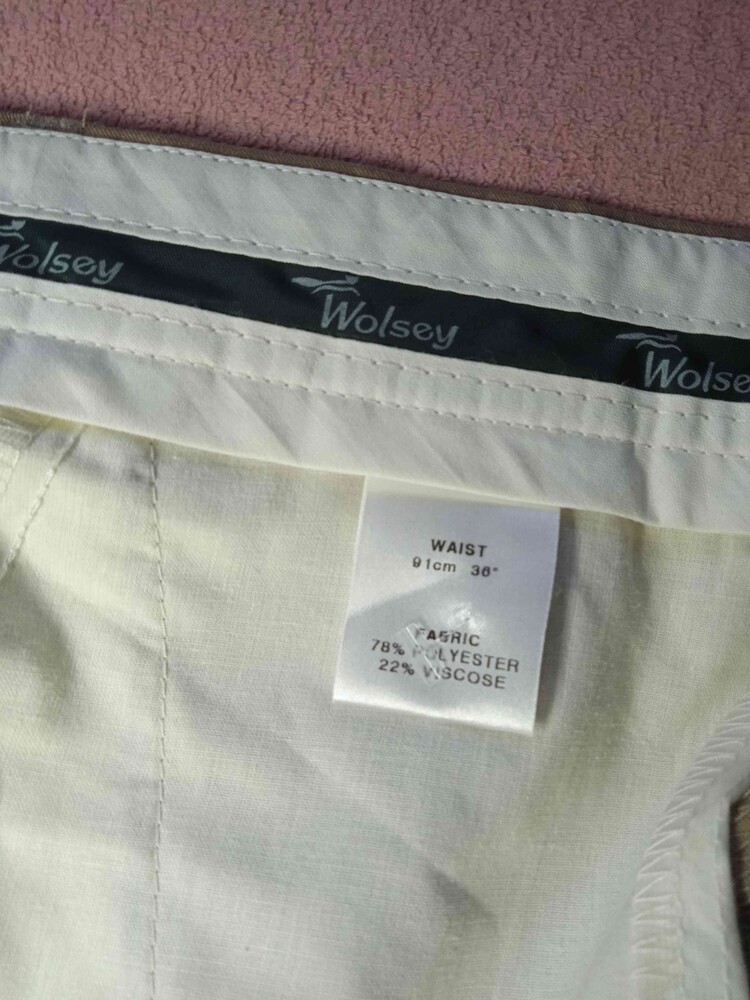 Wolsey Wolsey Wolse
WAIST
91cm 36"
FABRIC
78% POLYESTER
22% VISCOSE